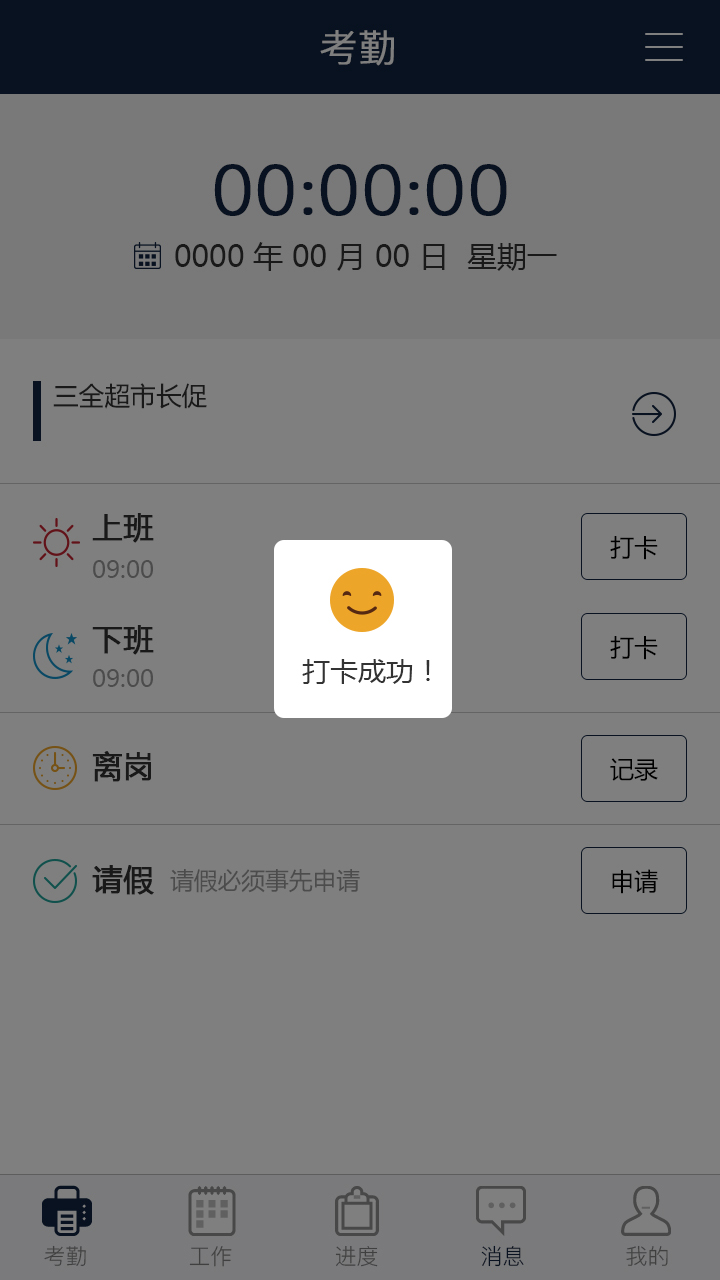 考勤
00:00:00
0000 年 00 月 00 日 星期一
三全超市长促
上班
09:00
打卡
下班
09:00
打卡
打卡成功！
离岗
记录
请假 请假必须事先申请
申请
考勤 工作 进度 消息 我的